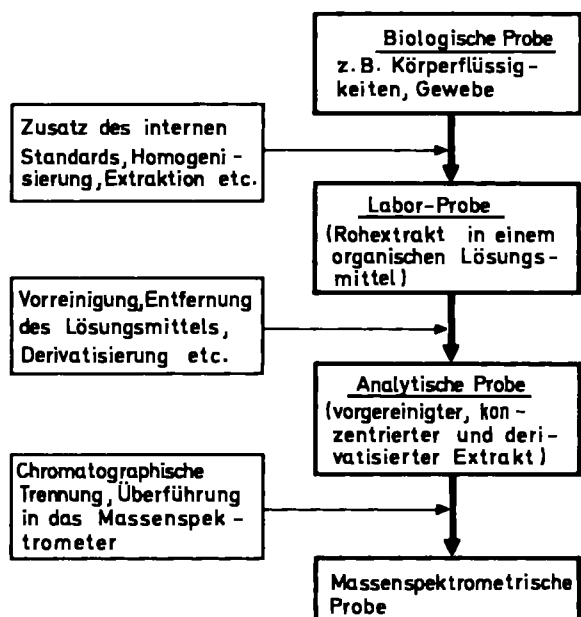 Biologische Probe
z.B. Körperflüssig-
keiten, Gewebe
Zusatz des internen
Standards, Homogeni-
sierung, Extraktion etc.
Labor-Probe
(Rohextrakt in einem
organischen Lösungs-
mittel)
Vorreinigung, Entfernung
des Lösungsmittels,
Derivatisierung etc.
Analytische Probe
(vorgereinigter, kon-
zentrierter und deri-
vatisierter Extrakt)
Chromatographische
Trennung, Überführung
in das Massenspek-
trometer
Massenspektrometrische
Probe